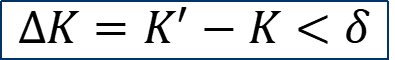 Δ𝐾 = 𝐾′ − 𝐾 < 𝛿